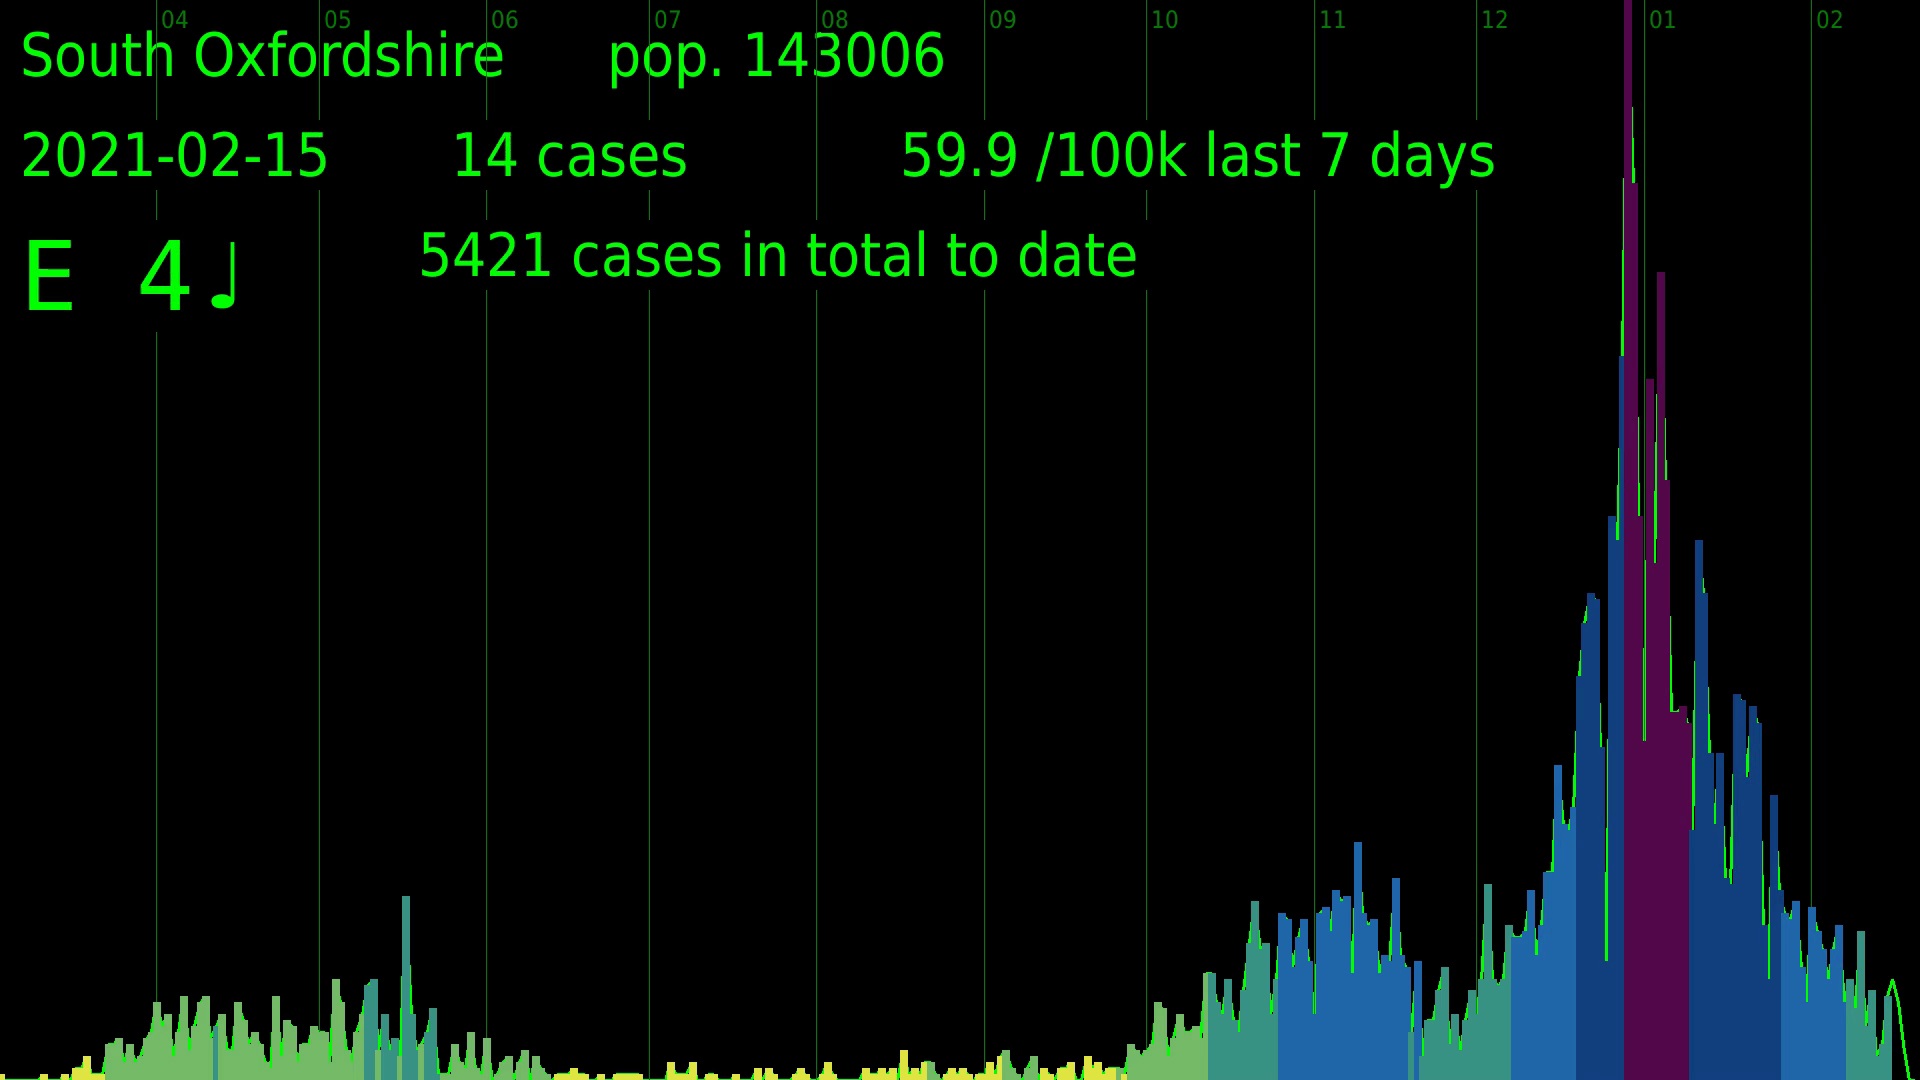 04 05 06 07 08 09 10 11 12 01 02
South Oxfordshire pop. 143006
2021-02-15 14 cases 59.9 /100k last 7 days
E 4♩ 5421 cases in total to date